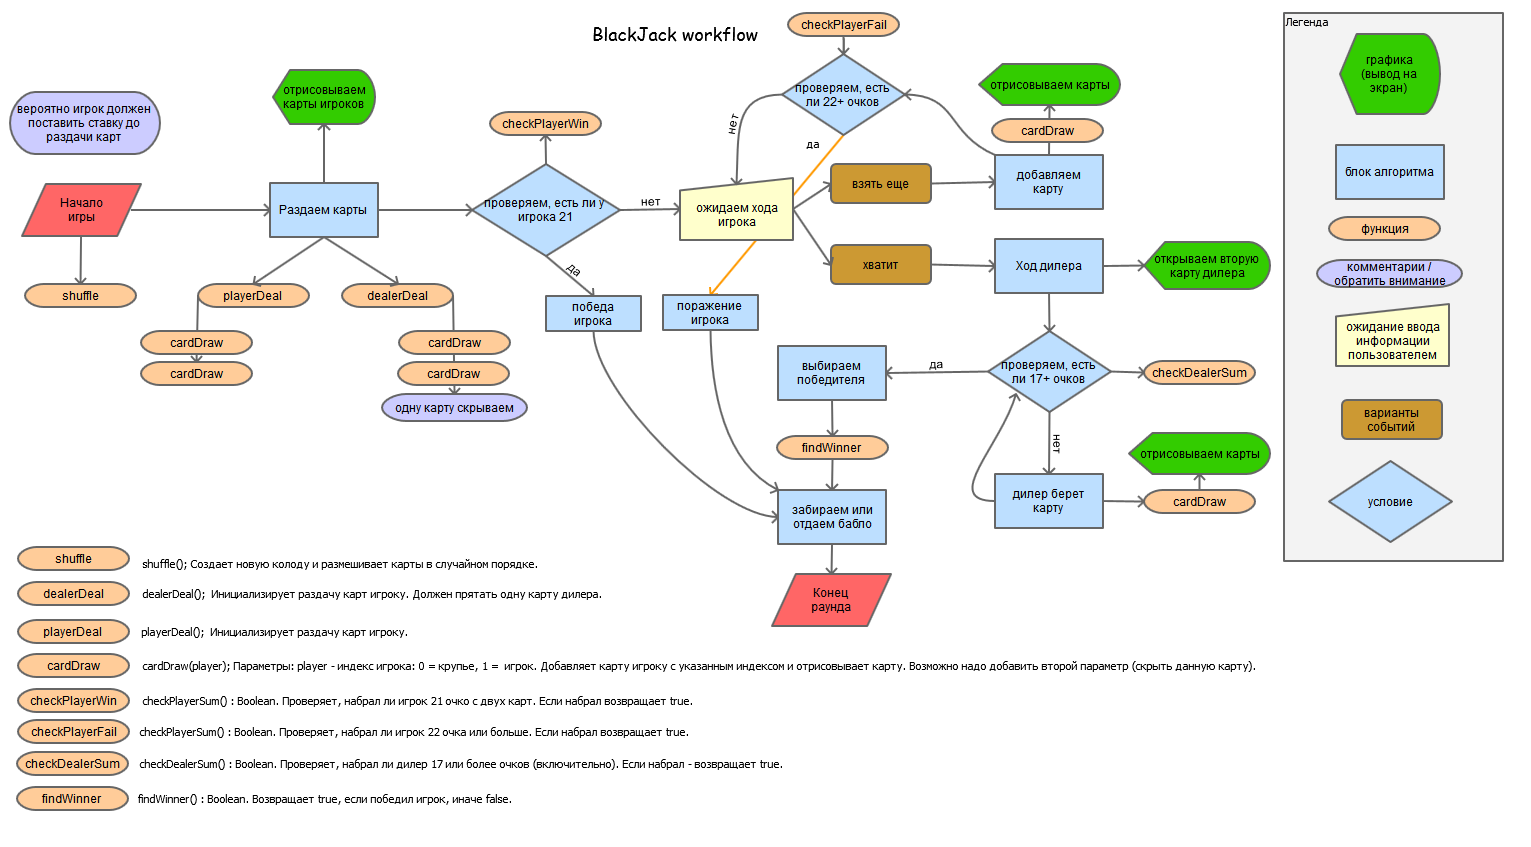 BlackJack workflow
checkPlayerFail
Легенда
графика
(вывод на
экран)
проверяем, есть
ли 22+ очков
отрисовываем
карты игроков
отрисовываем карты
вероятно игрок должен
поставить ставку до
раздачи карт
checkPlayerWin
cardDraw
нет
да
добавляем
карту
блок алгоритма
взять еще
Начало
игры
Раздаем карты
проверяем, есть ли у
игрока 21
нет
ожидаем хода
игрока
функция
хватит
Ход дилера
открываем вторую
карту дилера
комментарии /
обратить внимание
да
shuffle
playerDeal
dealerDeal
победа
игрока
поражение
игрока
ожидание ввода
информации
пользователем
cardDraw
cardDraw
cardDraw
cardDraw
выбираем
победителя
да
проверяем, есть
ли 17+ очков
checkDealerSum
одну карту скрываем
варианты
событий
нет
findWinner
отрисовываем карты
забираем или
отдаем бабло
дилер берет
карту
cardDraw
условие
Конец
раунда
shuffle
shuffle(); Создает новую колоду и размешивает карты в случайном порядке.
dealerDeal
dealerDeal(); Инициализирует раздачу карт игроку. Должен прятать одну карту дилера.
playerDeal
playerDeal(); Инициализирует раздачу карт игроку.
cardDraw
cardDraw(player); Параметры: player - индекс игрока: 0 = крупье, 1 = игрок. Добавляет карту игроку с указанным индексом и отрисовывает карту. Возможно надо добавить второй параметр (скрыть данную карту).
checkPlayerWin
checkPlayerSum() : Boolean. Проверяет, набрал ли игрок 21 очко с двух карт. Если набрал возвращает true.
checkPlayerFail
checkPlayerSum() : Boolean. Проверяет, набрал ли игрок 22 очка или больше. Если набрал возвращает true.
checkDealerSum
checkDealerSum() : Boolean. Проверяет, набрал ли дилер 17 или более очков (включительно). Если набрал - возвращает true.
findWinner
findWinner() : Boolean. Возвращает true, если победил игрок, иначе false.